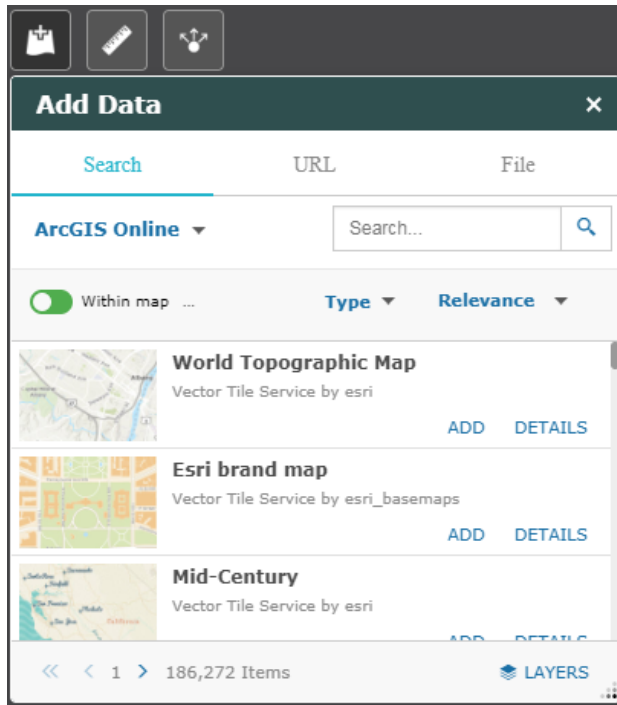 Add Data ×
Search URL File
ArcGIS Online
Search...
Within map ...
Type
Relevance
World Topographic Map
Vector Tile Service by esri
ADD DETAILS
Esri brand map
Vector Tile Service by esri_basemaps
ADD DETAILS
Mid-Century
Vector Tile Service by esri
ADD DETAILS
1 186,272 Items
LAYERS